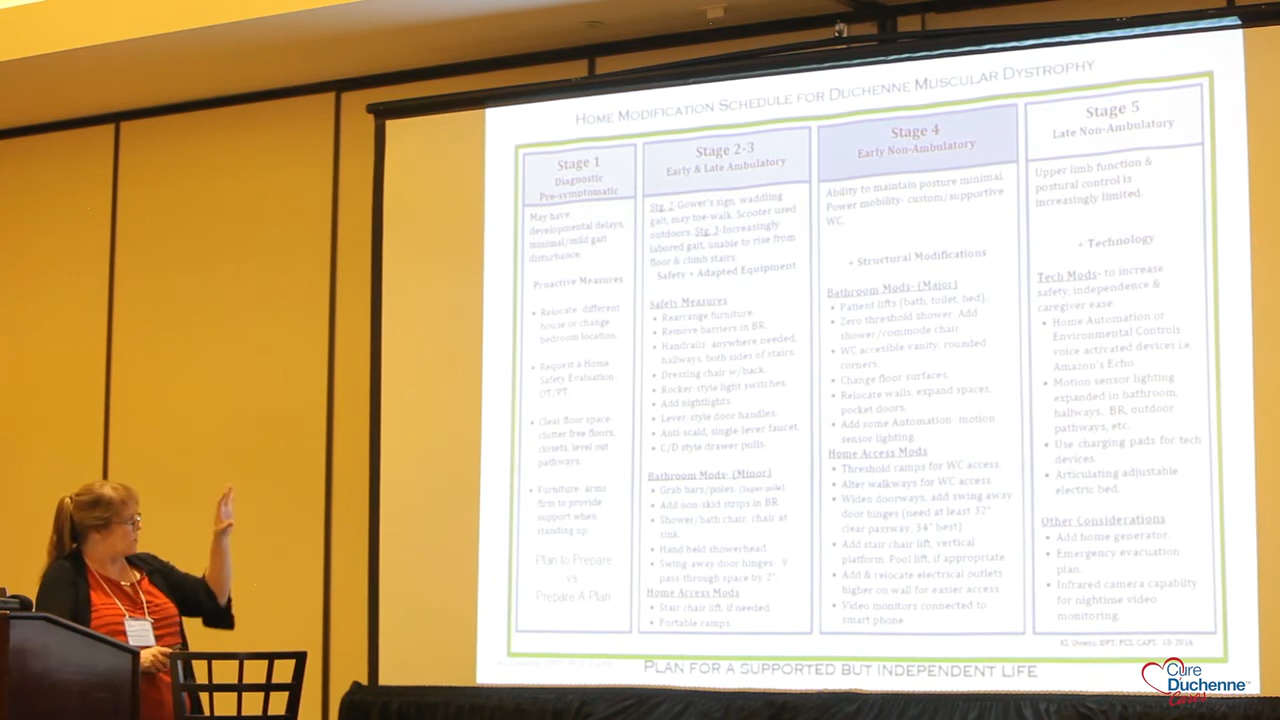 HOME MODIFICATION SCHEDULE FOR DUCHENNE MUSCULAR DYSTROPHY
Stage 1
Diagnostic
Pre-symptomatic
May have
developmental delays,
minimal/mild gait
disturbance.
Proactive Measures
• Relocate- different
house or change
bedroom location.
• Request a Home
Safety Evaluation-
OT/PT.
• Clear floor space-
clutter free floors,
closets, level out
pathways.
• Furniture- arms
firm to provide
support when
standing up.
Plan to Prepare
vs
Prepare A Plan
Stage 2-3
Early & Late Ambulatory
Stg. 2-Gower's sign, waddling
gait, may toe-walk. Scooter used
outdoors. Stg. 3-Increasingly
labored gait, unable to rise from
floor & climb stairs.
Safety + Adapted Equipment
Safety Measures
• Rearrange furniture.
• Remove barriers in BR.
• Handrails- anywhere needed,
hallways, both sides of stairs.
• Dressing chair w/back.
• Rocker-style light switches.
• Add nightlights.
• Lever-style door handles.
• Anti-scald, single-lever faucet.
• C/D style drawer pulls.
Bathroom Mods- (Minor)
• Grab bars/poles. (Super pole)
• Add non-skid strips in BR.
• Shower/bath chair, chair at
sink.
• Hand held showerhead.
• Swing away door hinges-
pass through space by 2".
Home Access Mods
• Stair chair lift, if needed.
• Portable ramps
Stage 4
Early Non-Ambulatory
Ability to maintain posture minimal.
Power mobility- custom/supportive
WC.
+ Structural Modifications
Bathroom Mods- (Major)
• Patient lifts (bath, toilet, bed).
• Zero threshold shower. Add
shower/commode chair.
• WC accesible vanity, rounded
corners.
• Change floor surfaces.
• Relocate walls, expand spaces,
pocket doors.
• Add some Automation- motion
sensor lighting.
Home Access Mods
• Threshold ramps for WC access.
• Alter walkways for WC access
• Widen doorways, add swing away
door hinges (need at least 32"
clear passway, 34" best).
• Add stair chair lift, vertical
platform. Pool lift, if appropriate.
• Add & relocate electrical outlets
higher on wall for easier access.
• Video monitors connected to
smart phone.
Stage 5
Late Non-Ambulatory
Upper limb function &
postural control is
increasingly limited.
+ Technology
Tech Mods- to increase
safety, independence &
caregiver ease.
• Home Automation or
Environmental Controls
voice activated devices i.e.
Amazon's Echo.
• Motion sensor lighting
expanded in bathroom,
hallways, BR, outdoor
pathways, etc.
• Use charging pads for tech
devices.
• Articulating adjustable
electric bed.
Other Considerations
• Add home generator.
• Emergency evacuation
plan.
• Infrared camera capabilty
for nightime video
monitoring.
KL Owens, DPT, PCS, CAPS. 10-2016
PLAN FOR A SUPPORTED BUT INDEPENDENT LIFE
Cure
Duchenne™
Cares